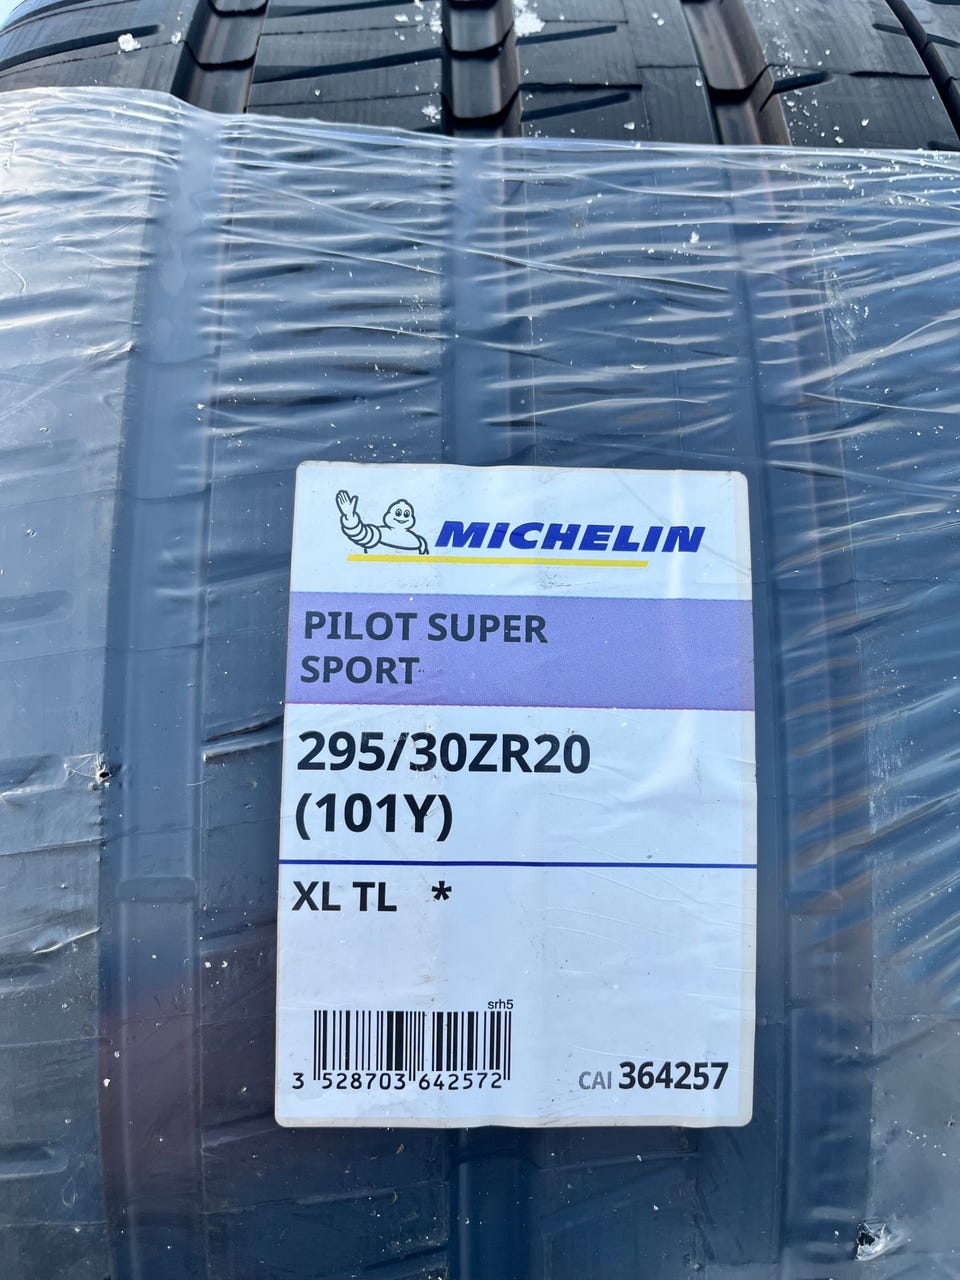 MICHELIN
PILOT SUPER
SPORT
295/30ZR20
(101Y)
XL TL *
srh5
3 528703 642572
CAI 364257